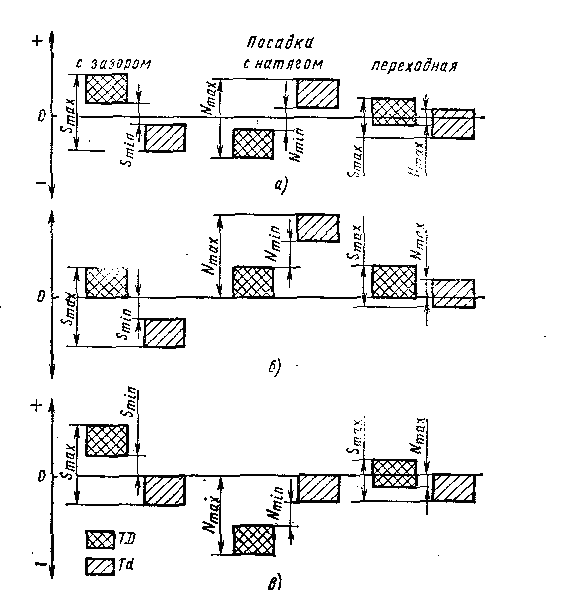 +
Посадка
с зазором
с натягом
переходная
0
Smax
Smin
Nmax
Nmin
Smax
Nmax
–
а)
0
Smax
Smin
Nmax
Nmin
Smax
Nmax
б)
+
Smin
Smax
0
Nmax
Nmin
Smax
Nmax
TD
Td
–
в)